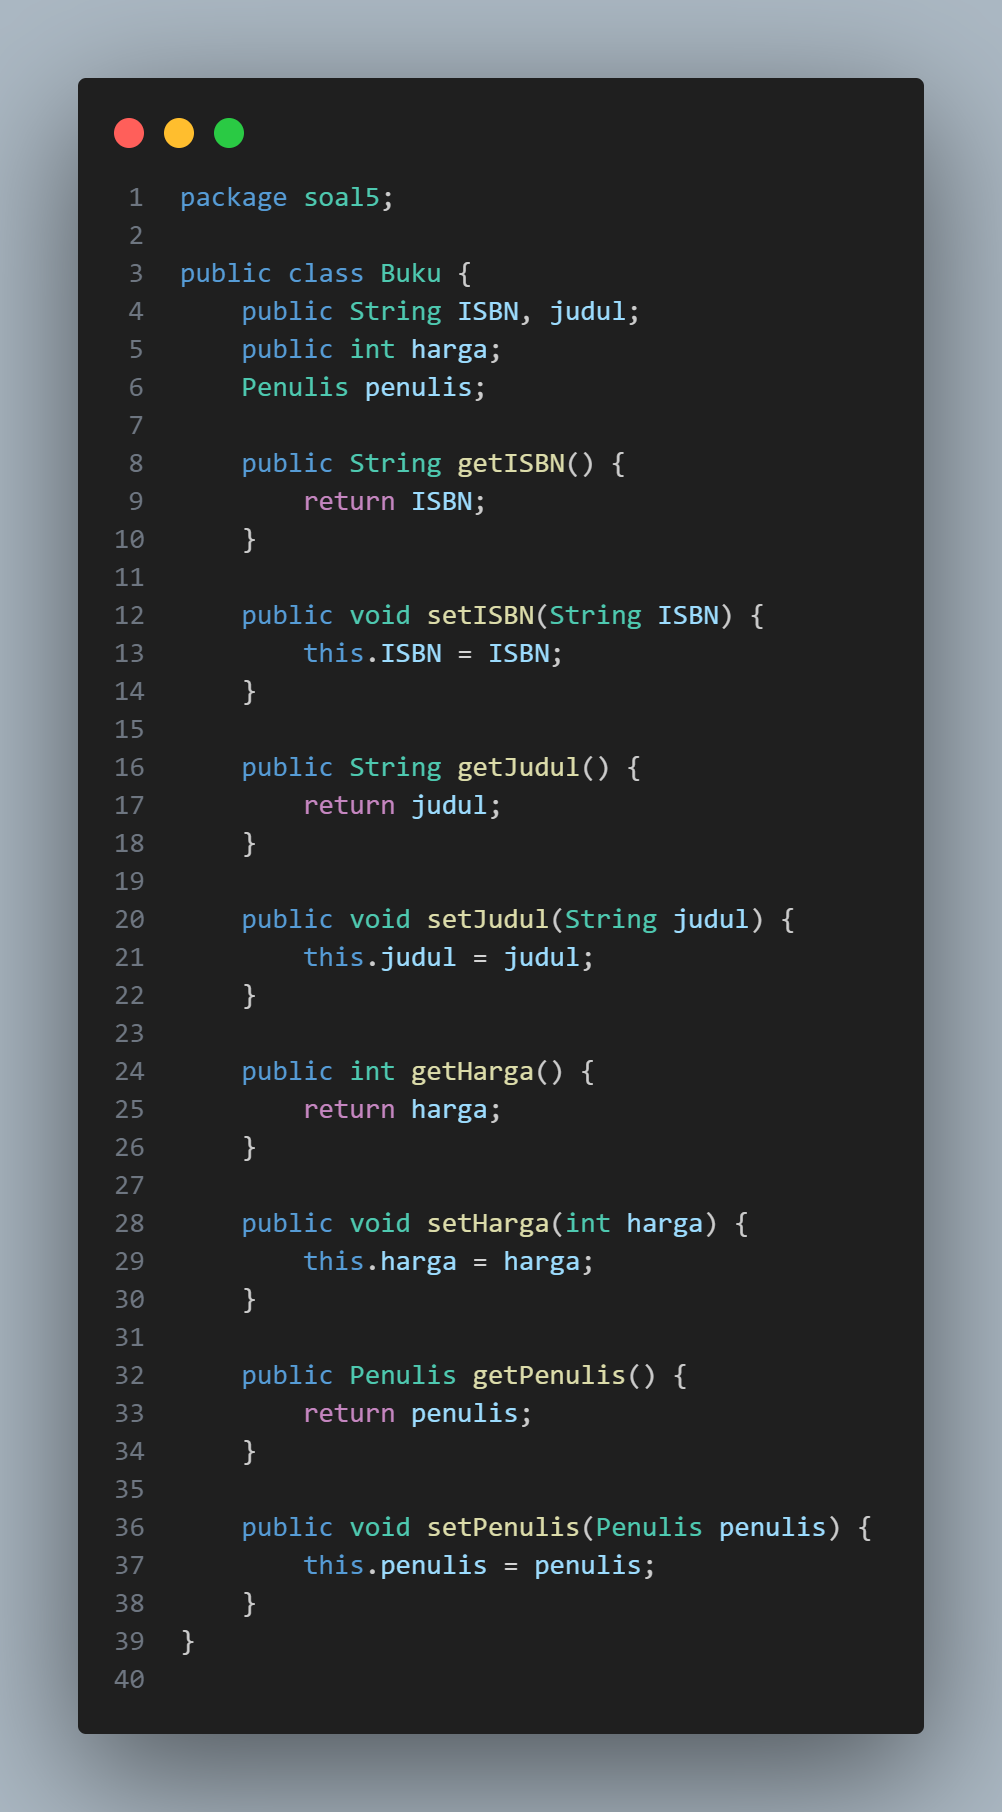 1 package soal5;
2
3 public class Buku {
4     public String ISBN, judul;
5     public int harga;
6     Penulis penulis;
7
8     public String getISBN() {
9         return ISBN;
10     }
11
12     public void setISBN(String ISBN) {
13         this.ISBN = ISBN;
14     }
15
16     public String getJudul() {
17         return judul;
18     }
19
20     public void setJudul(String judul) {
21         this.judul = judul;
22     }
23
24     public int getHarga() {
25         return harga;
26     }
27
28     public void setHarga(int harga) {
29         this.harga = harga;
30     }
31
32     public Penulis getPenulis() {
33         return penulis;
34     }
35
36     public void setPenulis(Penulis penulis) {
37         this.penulis = penulis;
38     }
39 }
40